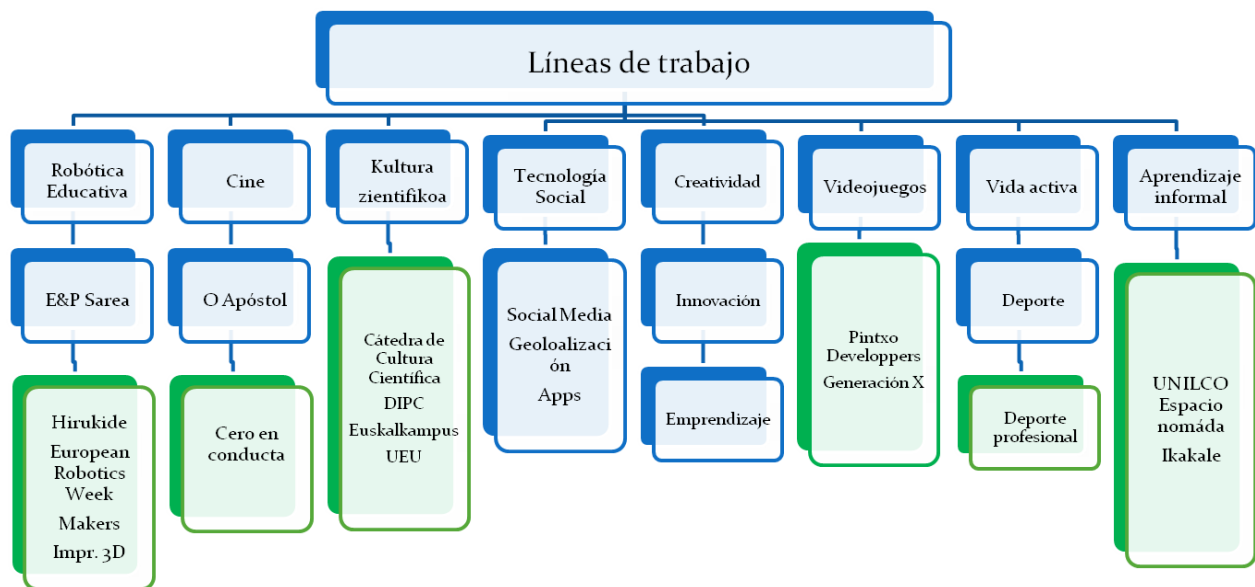 Líneas de trabajo
Robótica
Educativa
Cine
Kultura
zientifikoa
Tecnología
Social
Creatividad
Videojuegos
Vida activa
Aprendizaje
informal
E&P Sarea
O Apóstol
Cátedra de
Cultura
Científica
DIPC
Euskalkampus
UEU
Social Media
Geoloalizaci
ón
Apps
Innovación
Pintxo
Developpers
Generación X
Deporte
UNILCO
Espacio
nomáda
Ikakale
Hirukide
European
Robotics
Week
Makers
Impr. 3D
Cero en
conducta
Emprendizaje
Deporte
profesional